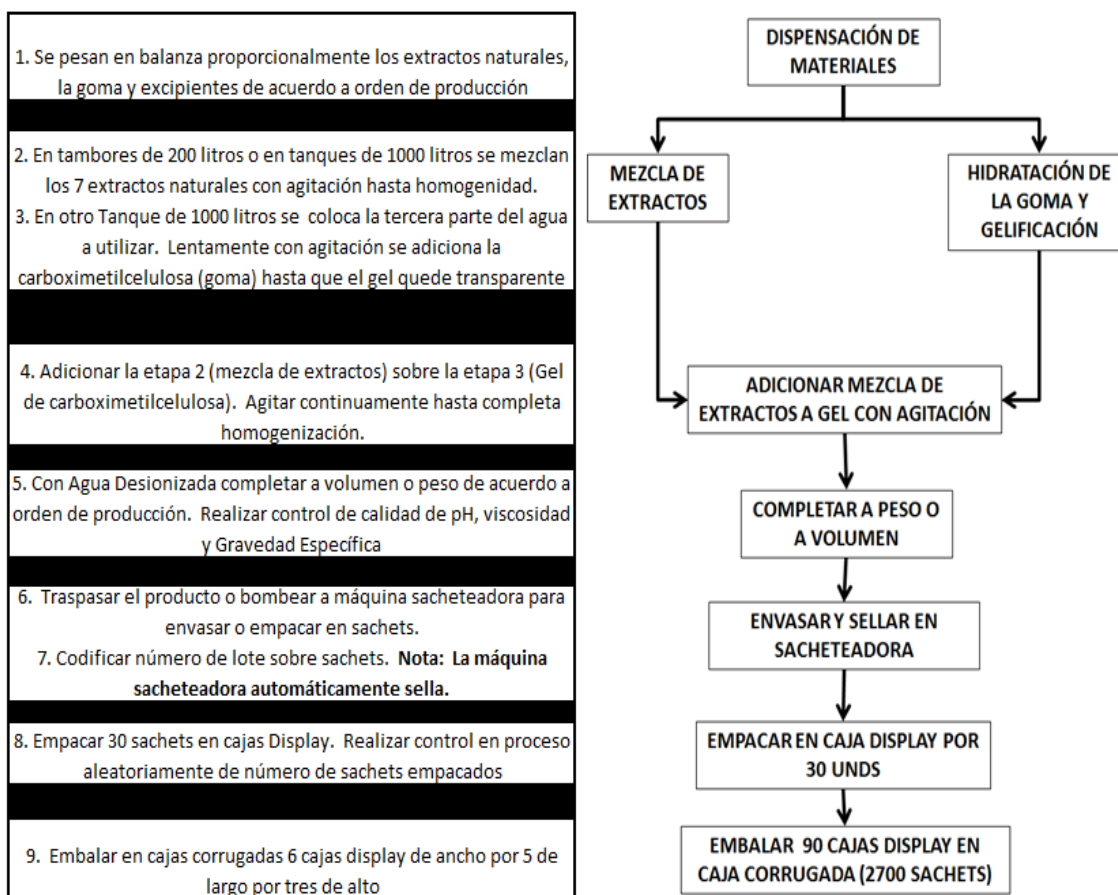 1. Se pesan en balanza proporcionalmente los extractos naturales,
la goma y excipientes de acuerdo a orden de producción
2. En tambores de 200 litros o en tanques de 1000 litros se mezclan
los 7 extractos naturales con agitación hasta homogenidad.
3. En otro Tanque de 1000 litros se coloca la tercera parte del agua
a utilizar. Lentamente con agitación se adiciona la
carboximetilcelulosa (goma) hasta que el gel quede transparente
4. Adicionar la etapa 2 (mezcla de extractos) sobre la etapa 3 (Gel
de carboximetilcelulosa). Agitar continuamente hasta completa
homogenización.
5. Con Agua Desionizada completar a volumen o peso de acuerdo a
orden de producción. Realizar control de calidad de pH, viscosidad
y Gravedad Específica
6. Traspasar el producto o bombear a máquina sacheteadora para
envasar o empacar en sachets.
7. Codificar número de lote sobre sachets. Nota: La máquina
sacheteadora automáticamente sella.
8. Empacar 30 sachets en cajas Display. Realizar control en proceso
aleatoriamente de número de sachets empacados
9. Embalar en cajas corrugadas 6 cajas display de ancho por 5 de
largo por tres de alto
DISPENSACIÓN DE
MATERIALES
MEZCLA DE
EXTRACTOS
HIDRATACIÓN DE
LA GOMA Y
GELIFICACIÓN
ADICIONAR MEZCLA DE
EXTRACTOS A GEL CON AGITACIÓN
COMPLETAR A PESO O
A VOLUMEN
ENVASAR Y SELLAR EN
SACHETEADORA
EMPACAR EN CAJA DISPLAY POR
30 UNDS
EMBALAR 90 CAJAS DISPLAY EN
CAJA CORRUGADA (2700 SACHETS)